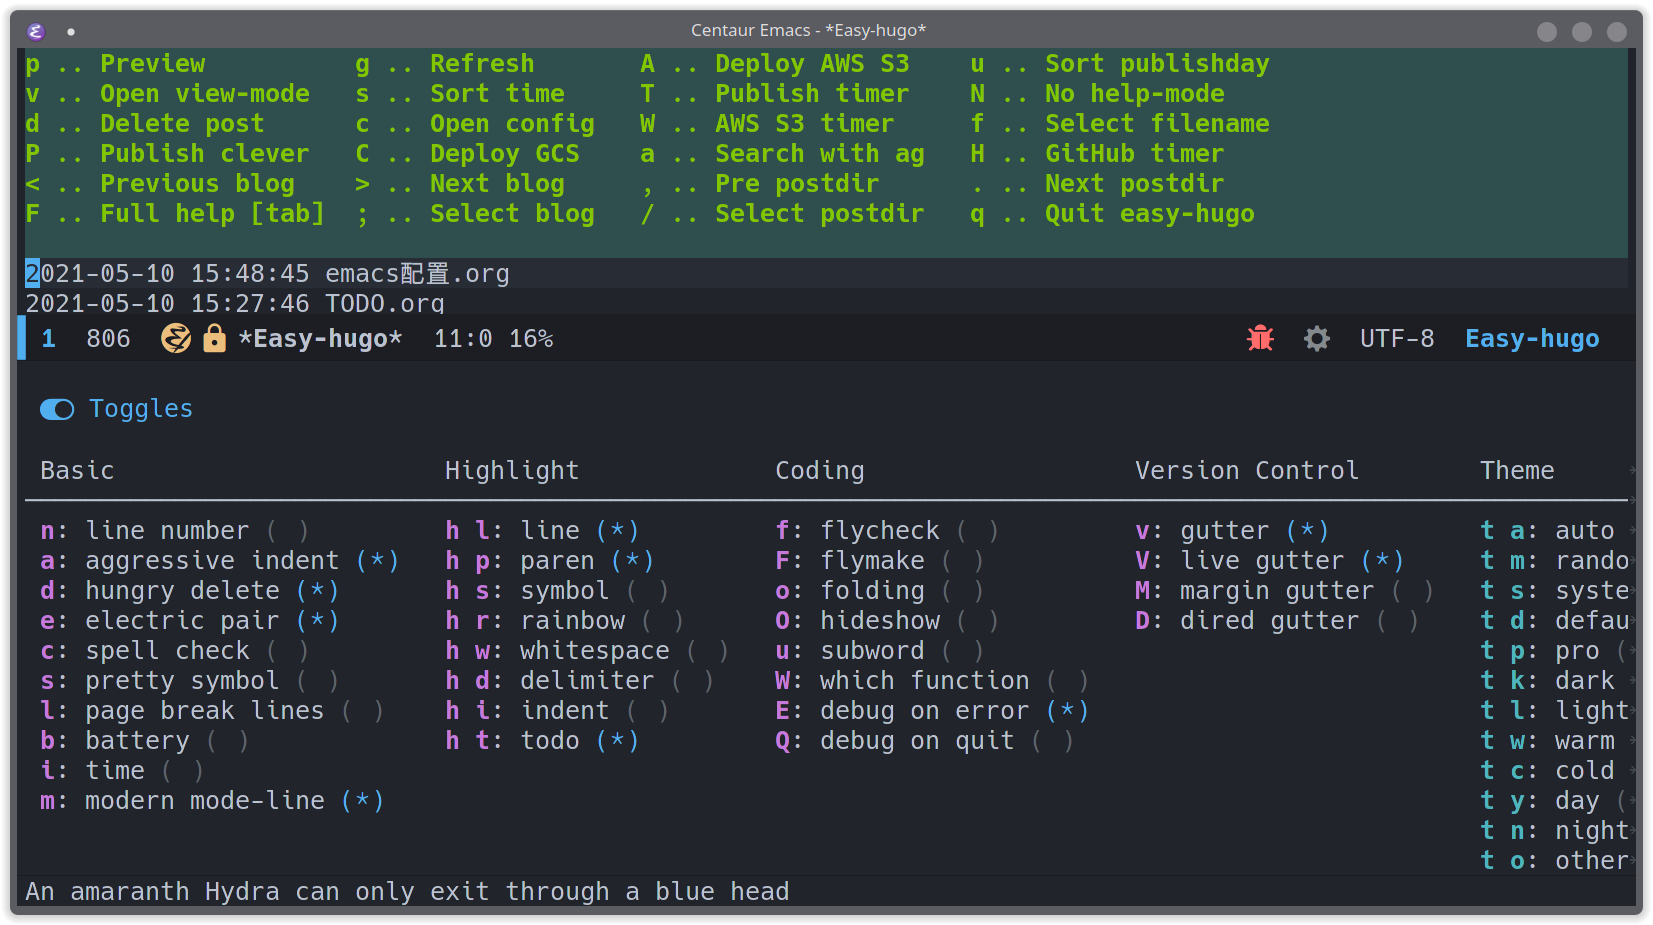 Centaur Emacs - *Easy-hugo*
p .. Preview g .. Refresh A .. Deploy AWS S3 u .. Sort publishday
v .. Open view-mode s .. Sort time T .. Publish timer N .. No help-mode
d .. Delete post c .. Open config W .. AWS S3 timer f .. Select filename
P .. Publish clever C .. Deploy GCS a .. Search with ag H .. GitHub timer
< .. Previous blog > .. Next blog , .. Pre postdir . .. Next postdir
F .. Full help [tab] ; .. Select blog / .. Select postdir q .. Quit easy-hugo
2021-05-10 15:48:45 emacs配置.org
2021-05-10 15:27:46 TODO.org
1 806 *Easy-hugo* 11:0 16% UTF-8 Easy-hugo
Toggles
Basic Highlight Coding Version Control Theme
n: line number ( ) h l: line (*) f: flycheck ( ) v: gutter (*) t a: auto
a: aggressive indent (*) h p: paren (*) F: flymake ( ) V: live gutter (*) t m: rando
d: hungry delete (*) h s: symbol ( ) o: folding ( ) M: margin gutter ( ) t s: syste
e: electric pair (*) h r: rainbow ( ) O: hideshow ( ) D: dired gutter ( ) t d: defau
c: spell check ( ) h w: whitespace ( ) u: subword ( ) t p: pro (
s: pretty symbol ( ) h d: delimiter ( ) W: which function ( ) t k: dark
l: page break lines ( ) h i: indent ( ) E: debug on error (*) t l: light
b: battery ( ) h t: todo (*) Q: debug on quit ( ) t w: warm
i: time ( ) t c: cold
m: modern mode-line (*) t y: day (
t n: night
t o: other
An amaranth Hydra can only exit through a blue head